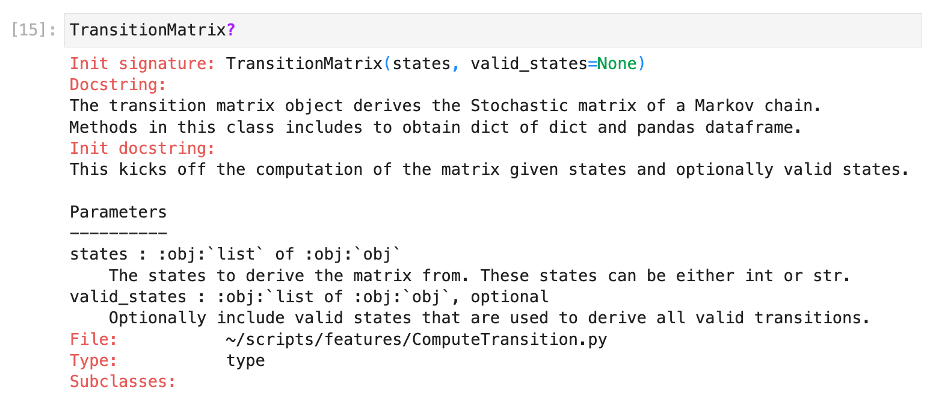 [15]: TransitionMatrix?
Init signature: TransitionMatrix(states, valid_states=None)
Docstring:
The transition matrix object derives the Stochastic matrix of a Markov chain.
Methods in this class includes to obtain dict of dict and pandas dataframe.
Init docstring:
This kicks off the computation of the matrix given states and optionally valid states.

Parameters
----------
states : :obj:`list` of :obj:`obj`
    The states to derive the matrix from. These states can be either int or str.
valid_states : :obj:`list of :obj:`obj`, optional
    Optionally include valid states that are used to derive all valid transitions.
File:           ~/scripts/features/ComputeTransition.py
Type:           type
Subclasses: